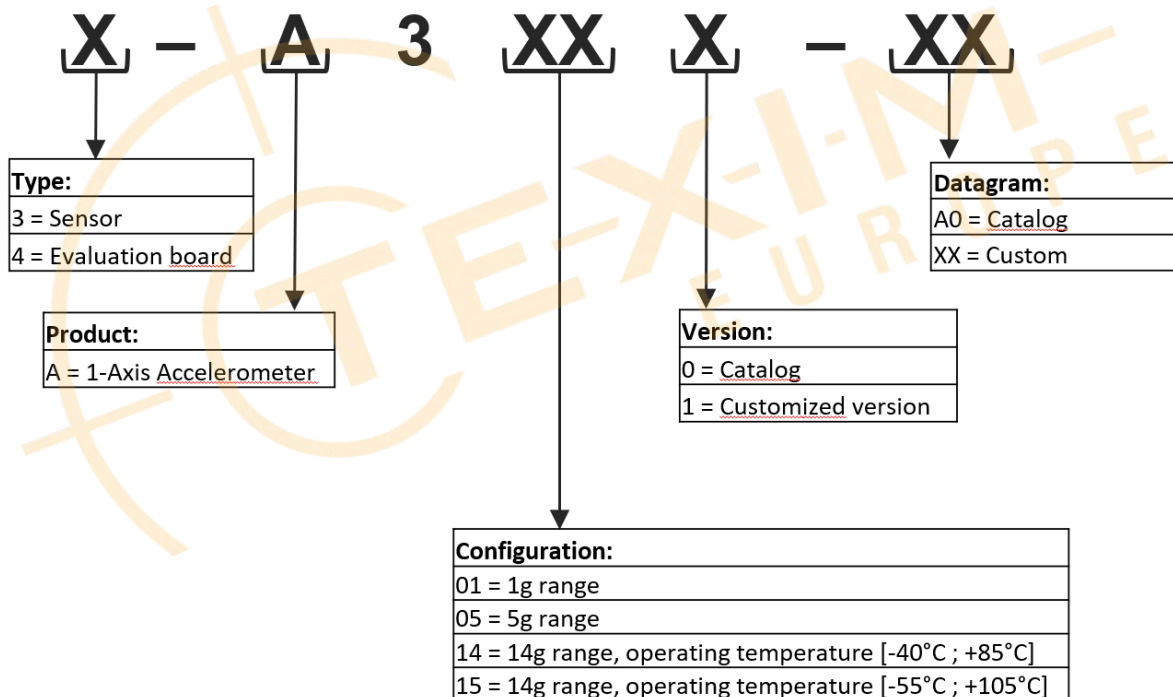 X – A 3 XX X – XX
Type:
3 = Sensor
4 = Evaluation board
Datagram:
A0 = Catalog
XX = Custom
Product:
A = 1-Axis Accelerometer
Version:
0 = Catalog
1 = Customized version
Configuration:
01 = 1g range
05 = 5g range
14 = 14g range, operating temperature [-40°C ; +85°C]
15 = 14g range, operating temperature [-55°C ; +105°C]
TEXIM
EUROPE